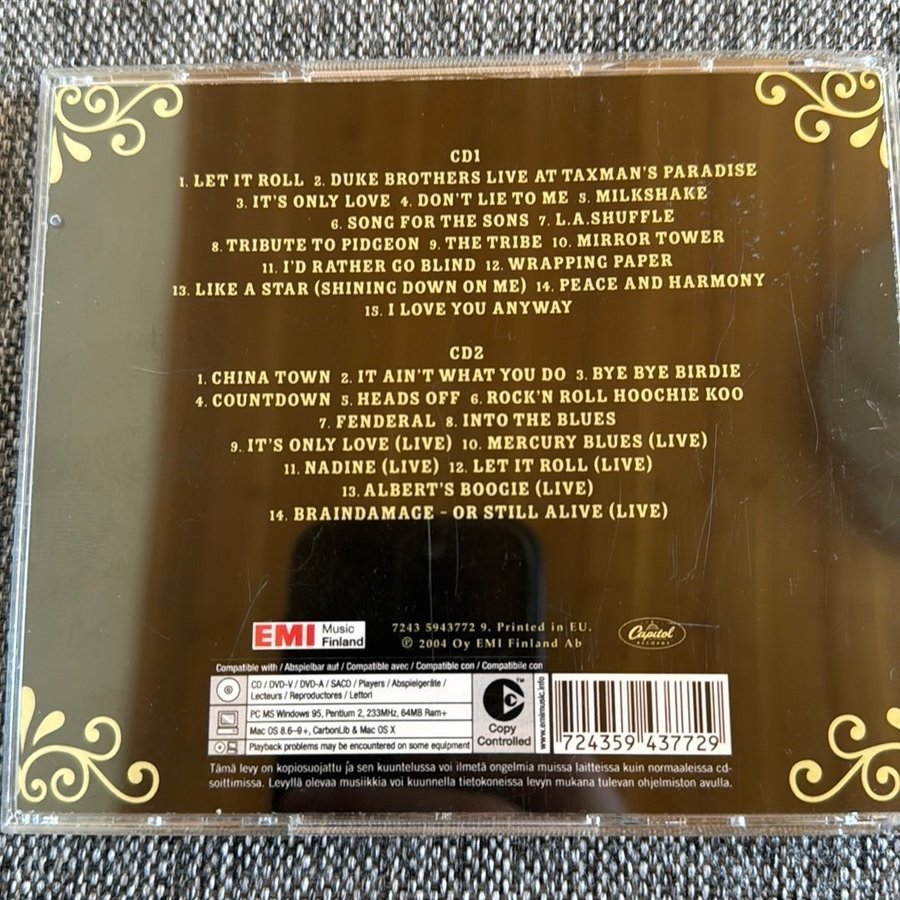 CD1
1. LET IT ROLL 2. DUKE BROTHERS LIVE AT TAXMAN'S PARADISE
3. IT'S ONLY LOVE 4. DON'T LIE TO ME 5. MILKSHAKE
6. SONG FOR THE SONS 7. L.A.SHUFFLE
8. TRIBUTE TO PIDGEON 9. THE TRIBE 10. MIRROR TOWER
11. I'D RATHER GO BLIND 12. WRAPPING PAPER
13. LIKE A STAR (SHINING DOWN ON ME) 14. PEACE AND HARMONY
15. I LOVE YOU ANYWAY
CD2
1. CHINA TOWN 2. IT AIN'T WHAT YOU DO 3. BYE BYE BIRDIE
4. COUNTDOWN 5. HEADS OFF 6. ROCK'N ROLL HOOCHIE KOO
7. FENDERAL 8. INTO THE BLUES
9. IT'S ONLY LOVE (LIVE) 10. MERCURY BLUES (LIVE)
11. NADINE (LIVE) 12. LET IT ROLL (LIVE)
13. ALBERT'S BOOGIE (LIVE)
14. BRAINDAMAGE - OR STILL ALIVE (LIVE)
EMI Music Finland
7243 5943772 9. Printed in EU.
℗ 2004 Oy EMI Finland Ab
Capitol
RECORDS
Compatible with / Abspielbar auf / Compatible avec / Compatible con / Compatibile con
CD / DVD-V / DVD-A / SACD / Players / Abspielgeräte /
Lecteurs / Reproductores / Lettori
PC MS Windows 95, Pentium 2, 233MHz, 64MB Ram+
Mac OS 8.6–9+, CarbonLib & Mac OS X
Playback problems may be encountered on some equipment
Copy
Controlled
www.emimusic.info
7 24359 43772 9
Tämä levy on kopiosuojattu ja sen kuuntelussa voi ilmetä ongelmia muissa laitteissa kuin normaaleissa cd-
soittimissa. Levyllä olevaa musiikkia voi kuunnella tietokoneissa levyn mukana tulevan ohjelmiston avulla.